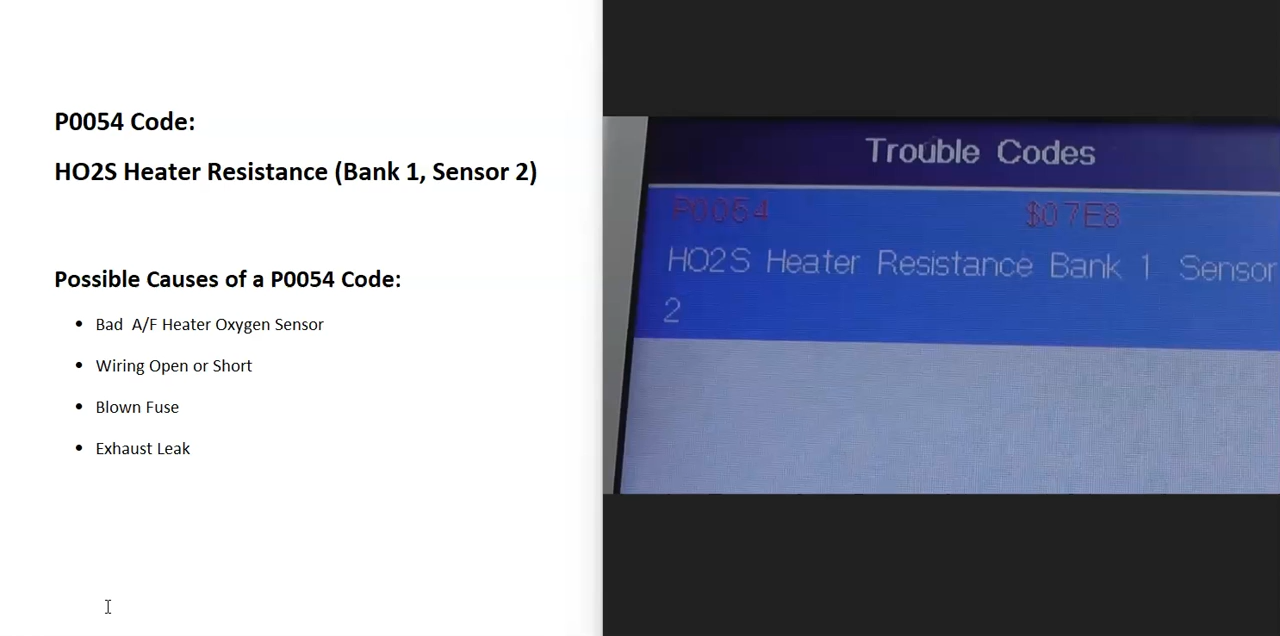 P0054 Code:
HO2S Heater Resistance (Bank 1, Sensor 2)
Possible Causes of a P0054 Code:
Bad A/F Heater Oxygen Sensor
Wiring Open or Short
Blown Fuse
Exhaust Leak
Trouble Codes
P0054 $07E8
HO2S Heater Resistance Bank 1 Sensor
2